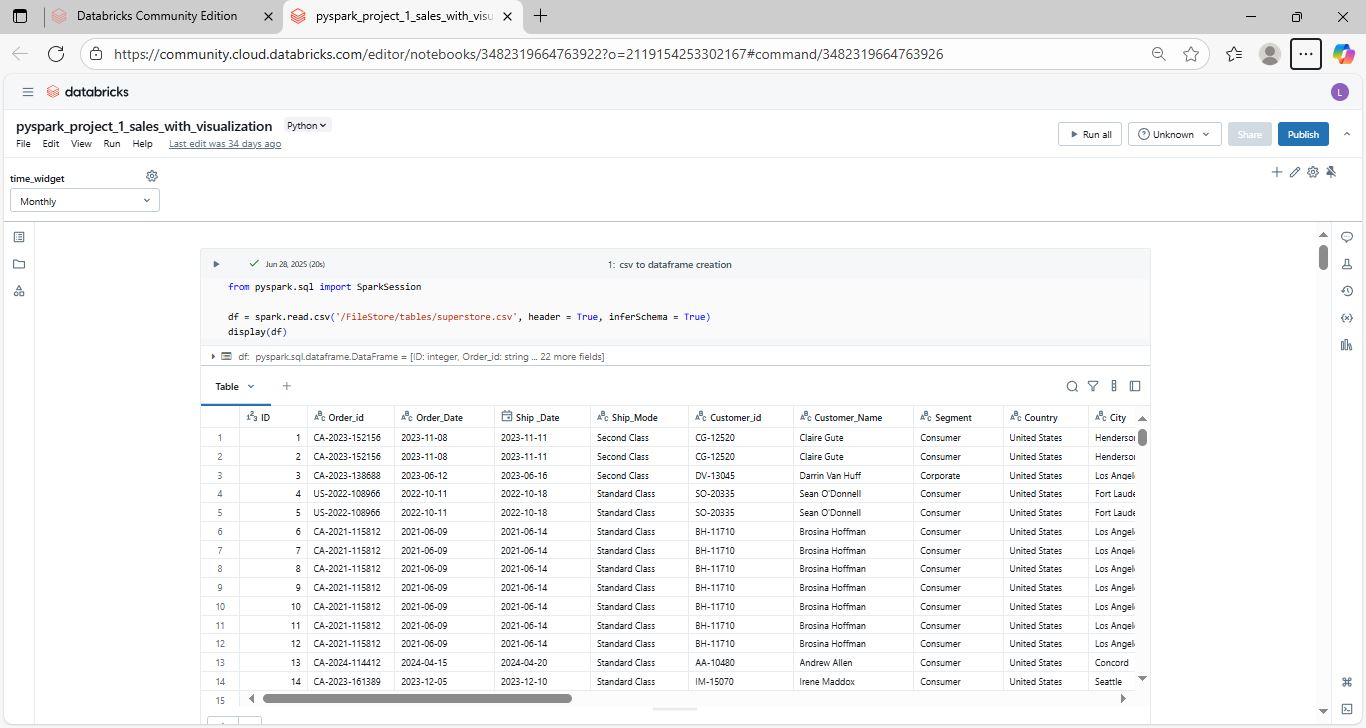 Databricks Community Edition
pyspark_project_1_sales_with_visu
https://community.cloud.databricks.com/editor/notebooks/3482319664763922?o=2119154253302167#command/3482319664763926
databricks
L
pyspark_project_1_sales_with_visualization Python
File Edit View Run Help Last edit was 34 days ago
Run all Unknown Share Publish
time_widget
Monthly
Jun 28, 2025 (20s) 1: csv to dataframe creation
from pyspark.sql import SparkSession
df = spark.read.csv('/FileStore/tables/superstore.csv', header = True, inferSchema = True)
display(df)
df: pyspark.sql.dataframe.DataFrame = [ID: integer, Order_id: string ... 22 more fields]
Table +
ID Order_id Order_Date Ship _Date Ship_Mode Customer_id Customer_Name Segment Country City
1 1 CA-2023-152156 2023-11-08 2023-11-11 Second Class CG-12520 Claire Gute Consumer United States Henderson
2 2 CA-2023-152156 2023-11-08 2023-11-11 Second Class CG-12520 Claire Gute Consumer United States Henderson
3 3 CA-2023-138688 2023-06-12 2023-06-16 Second Class DV-13045 Darrin Van Huff Corporate United States Los Angel
4 4 US-2022-108966 2022-10-11 2022-10-18 Standard Class SO-20335 Sean O'Donnell Consumer United States Fort Laude
5 5 US-2022-108966 2022-10-11 2022-10-18 Standard Class SO-20335 Sean O'Donnell Consumer United States Fort Laude
6 6 CA-2021-115812 2021-06-09 2021-06-14 Standard Class BH-11710 Brosina Hoffman Consumer United States Los Angel
7 7 CA-2021-115812 2021-06-09 2021-06-14 Standard Class BH-11710 Brosina Hoffman Consumer United States Los Angel
8 8 CA-2021-115812 2021-06-09 2021-06-14 Standard Class BH-11710 Brosina Hoffman Consumer United States Los Angel
9 9 CA-2021-115812 2021-06-09 2021-06-14 Standard Class BH-11710 Brosina Hoffman Consumer United States Los Angel
10 10 CA-2021-115812 2021-06-09 2021-06-14 Standard Class BH-11710 Brosina Hoffman Consumer United States Los Angel
11 11 CA-2021-115812 2021-06-09 2021-06-14 Standard Class BH-11710 Brosina Hoffman Consumer United States Los Angel
12 12 CA-2021-115812 2021-06-09 2021-06-14 Standard Class BH-11710 Brosina Hoffman Consumer United States Los Angel
13 13 CA-2024-114412 2024-04-15 2024-04-20 Standard Class AA-10480 Andrew Allen Consumer United States Concord
14 14 CA-2023-161389 2023-12-05 2023-12-10 Standard Class IM-15070 Irene Maddox Consumer United States Seattle
15